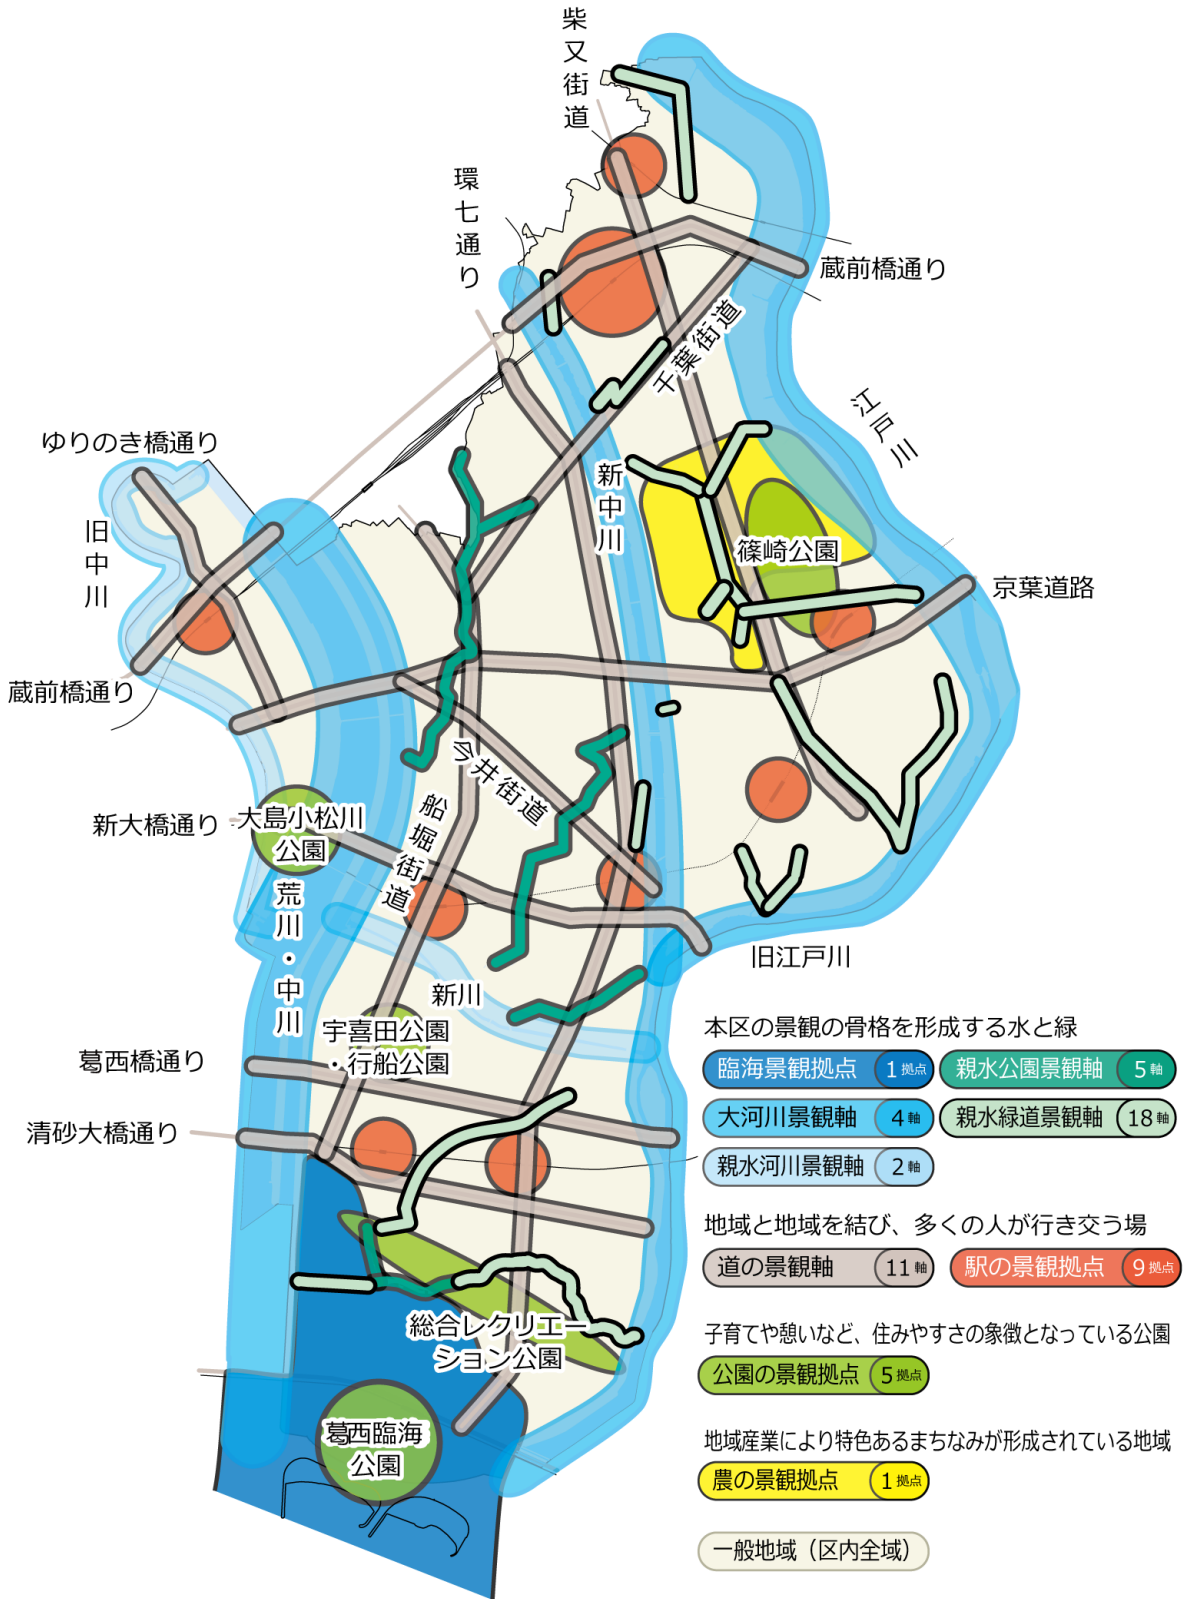 柴又街道
環七通り
蔵前橋通り
千葉街道
江戸川
ゆりのき橋通り
新中川
旧中川
篠崎公園
京葉道路
蔵前橋通り
今井街道
船堀街道
新大橋通り
大島小松川
公園
荒川・中川
旧江戸川
新川
宇喜田公園
・行船公園
葛西橋通り
清砂大橋通り
総合レクリエー
ション公園
葛西臨海
公園
本区の景観の骨格を形成する水と緑
臨海景観拠点 1拠点
親水公園景観軸 5軸
大河川景観軸 4軸
親水緑道景観軸 18軸
親水河川景観軸 2軸
地域と地域を結び、多くの人が行き交う場
道の景観軸 11軸
駅の景観拠点 9拠点
子育てや憩いなど、住みやすさの象徴となっている公園
公園の景観拠点 5拠点
地域産業により特色あるまちなみが形成されている地域
農の景観拠点 1拠点
一般地域（区内全域）